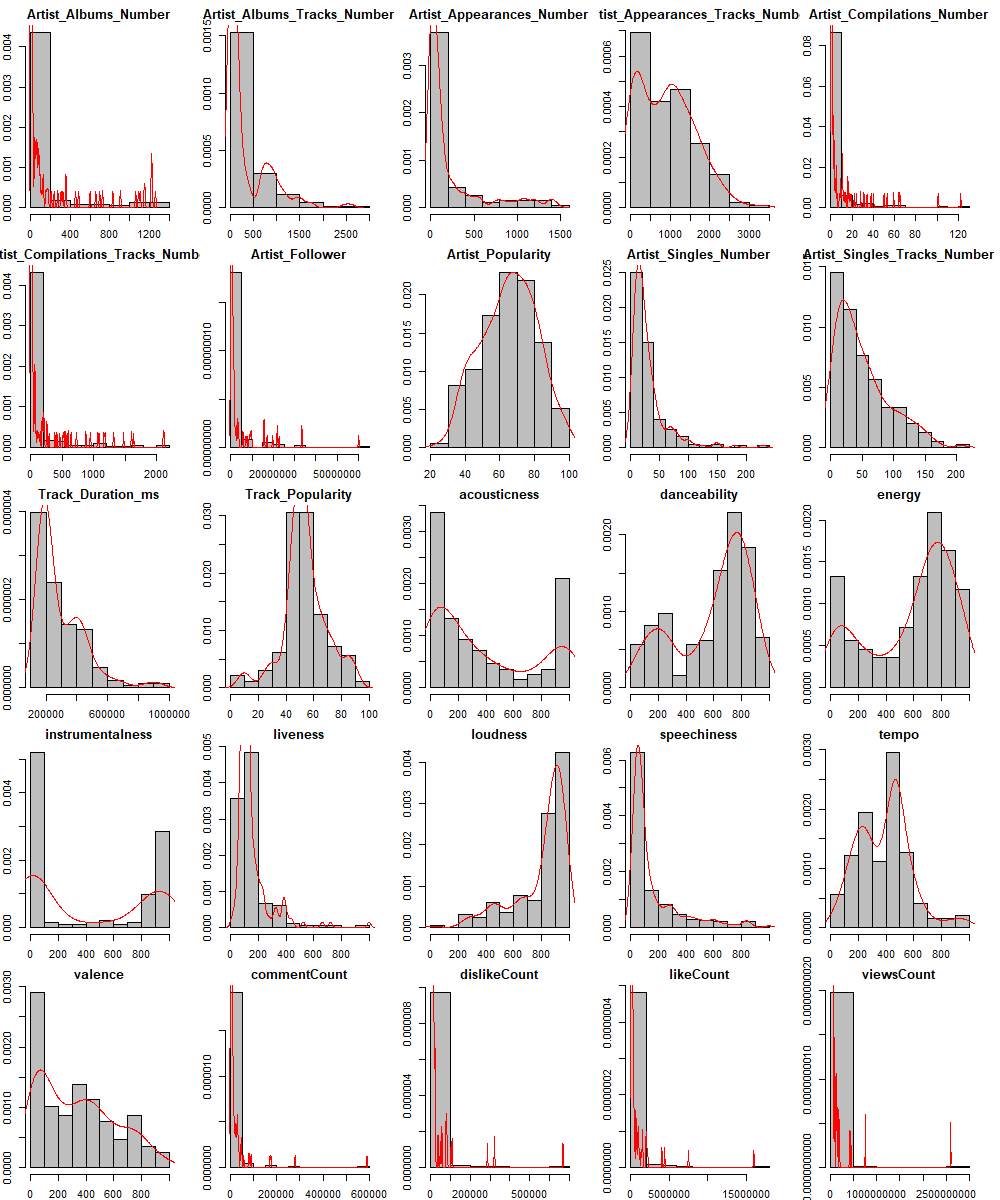 Artist_Albums_Number Artist_Albums_Tracks_Number Artist_Appearances_Number tist_Appearances_Tracks_Numb Artist_Compilations_Number
0.000 0.001 0.002 0.003 0.004
0 400 800 1200
0.0000 0.0005 0.0010 0.0015
0 500 1500 2500
0.000 0.001 0.002 0.003
0 500 1000 1500
0.0000 0.0002 0.0004 0.0006
0 1000 2000 3000
0.00 0.02 0.04 0.06 0.08
0 20 40 60 80 120
tist_Compilations_Tracks_Numb Artist_Follower Artist_Popularity Artist_Singles_Number Artist_Singles_Tracks_Number
0.000 0.001 0.002 0.003 0.004
0 500 1000 2000
0.00000000 0.00000010
0 20000000 50000000
0.000 0.005 0.010 0.015 0.020
20 40 60 80 100
0.000 0.005 0.010 0.015 0.020 0.025
0 50 100 150 200
0.000 0.005 0.010 0.015
0 50 100 150 200
Track_Duration_ms Track_Popularity acousticness danceability energy
0.000000 0.000002 0.000004
200000 600000 1000000
0.000 0.010 0.020 0.030
0 20 40 60 80 100
0.0000 0.0010 0.0020 0.0030
0 200 400 600 800
0.0000 0.0010 0.0020
0 200 400 600 800
0.0000 0.0005 0.0010 0.0015 0.0020
0 200 400 600 800
instrumentalness liveness loudness speechiness tempo
0.000 0.002 0.004
0 200 400 600 800
0.000 0.001 0.002 0.003 0.004 0.005
0 200 400 600 800
0.000 0.001 0.002 0.003 0.004
0 200 400 600 800
0.000 0.002 0.004 0.006
0 200 400 600 800
0.0000 0.0010 0.0020 0.0030
0 200 400 600 800
valence commentCount dislikeCount likeCount viewsCount
0.0000 0.0010 0.0020 0.0030
0 200 400 600 800
0.000000 0.000010
0 200000 400000 600000
0.000000 0.000004 0.000008
0 200000 500000
0.0000000 0.0000002 0.0000004
0 5000000 15000000
0 1000000000 2500000000